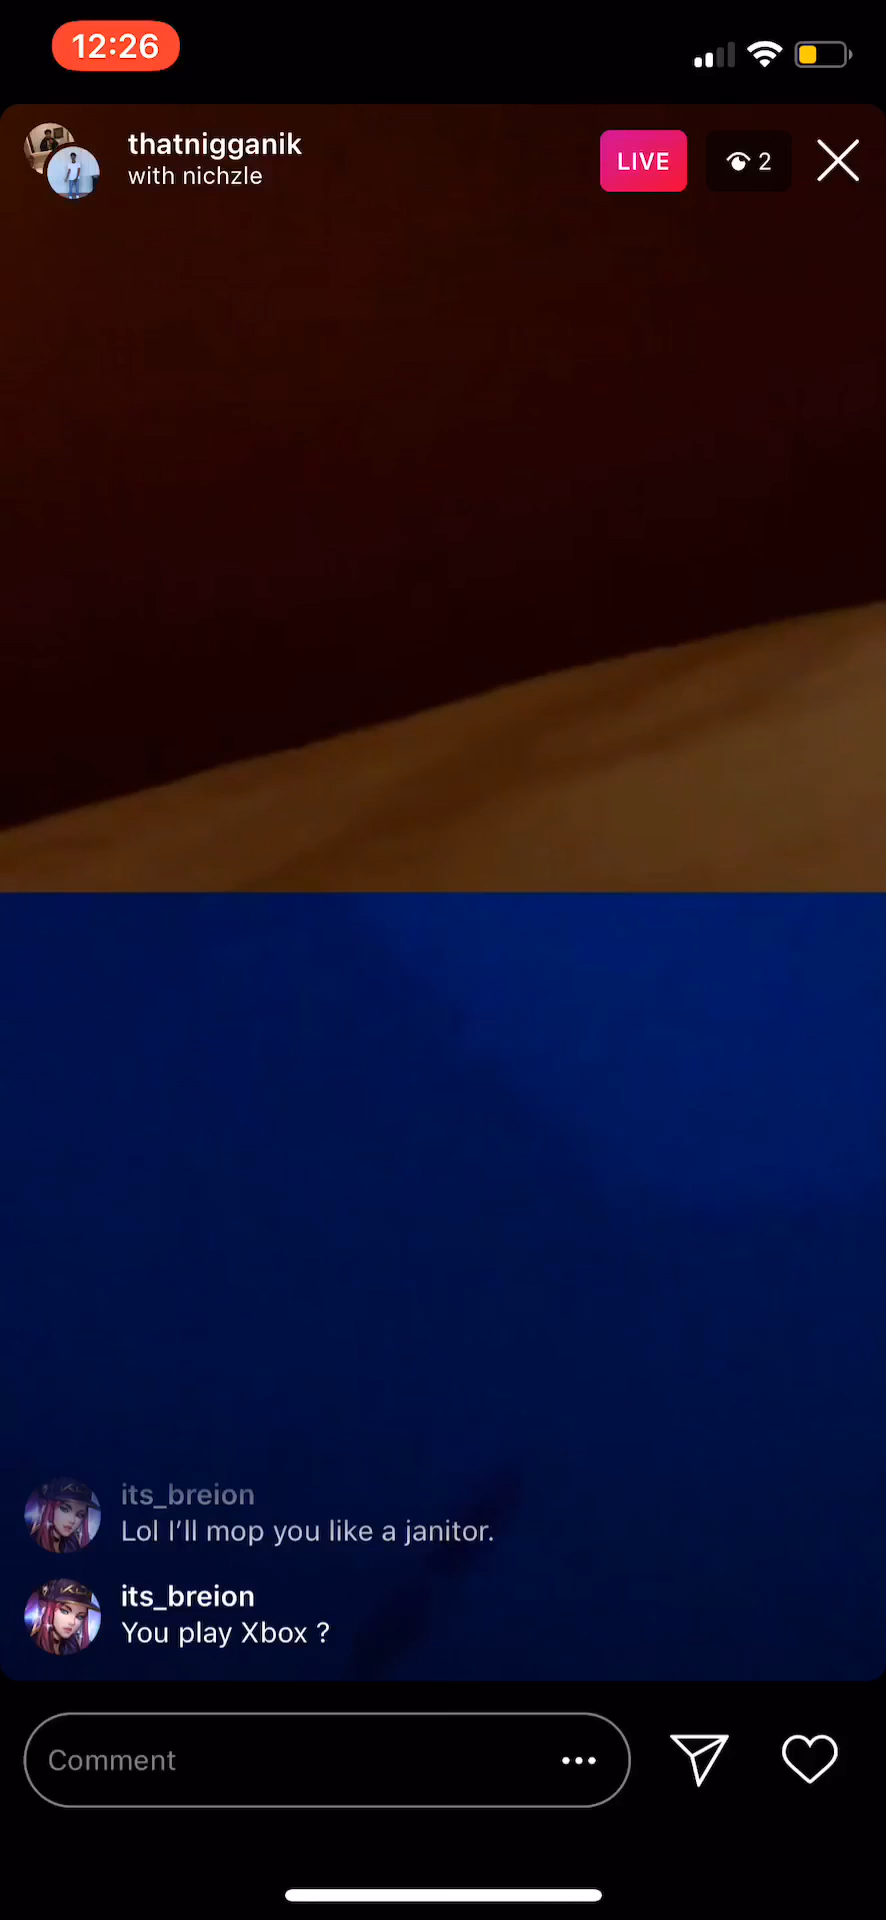 12:26
thatnigganik
with nichzle
LIVE
2
its_breion
Lol I’ll mop you like a janitor.
its_breion
You play Xbox ?
Comment